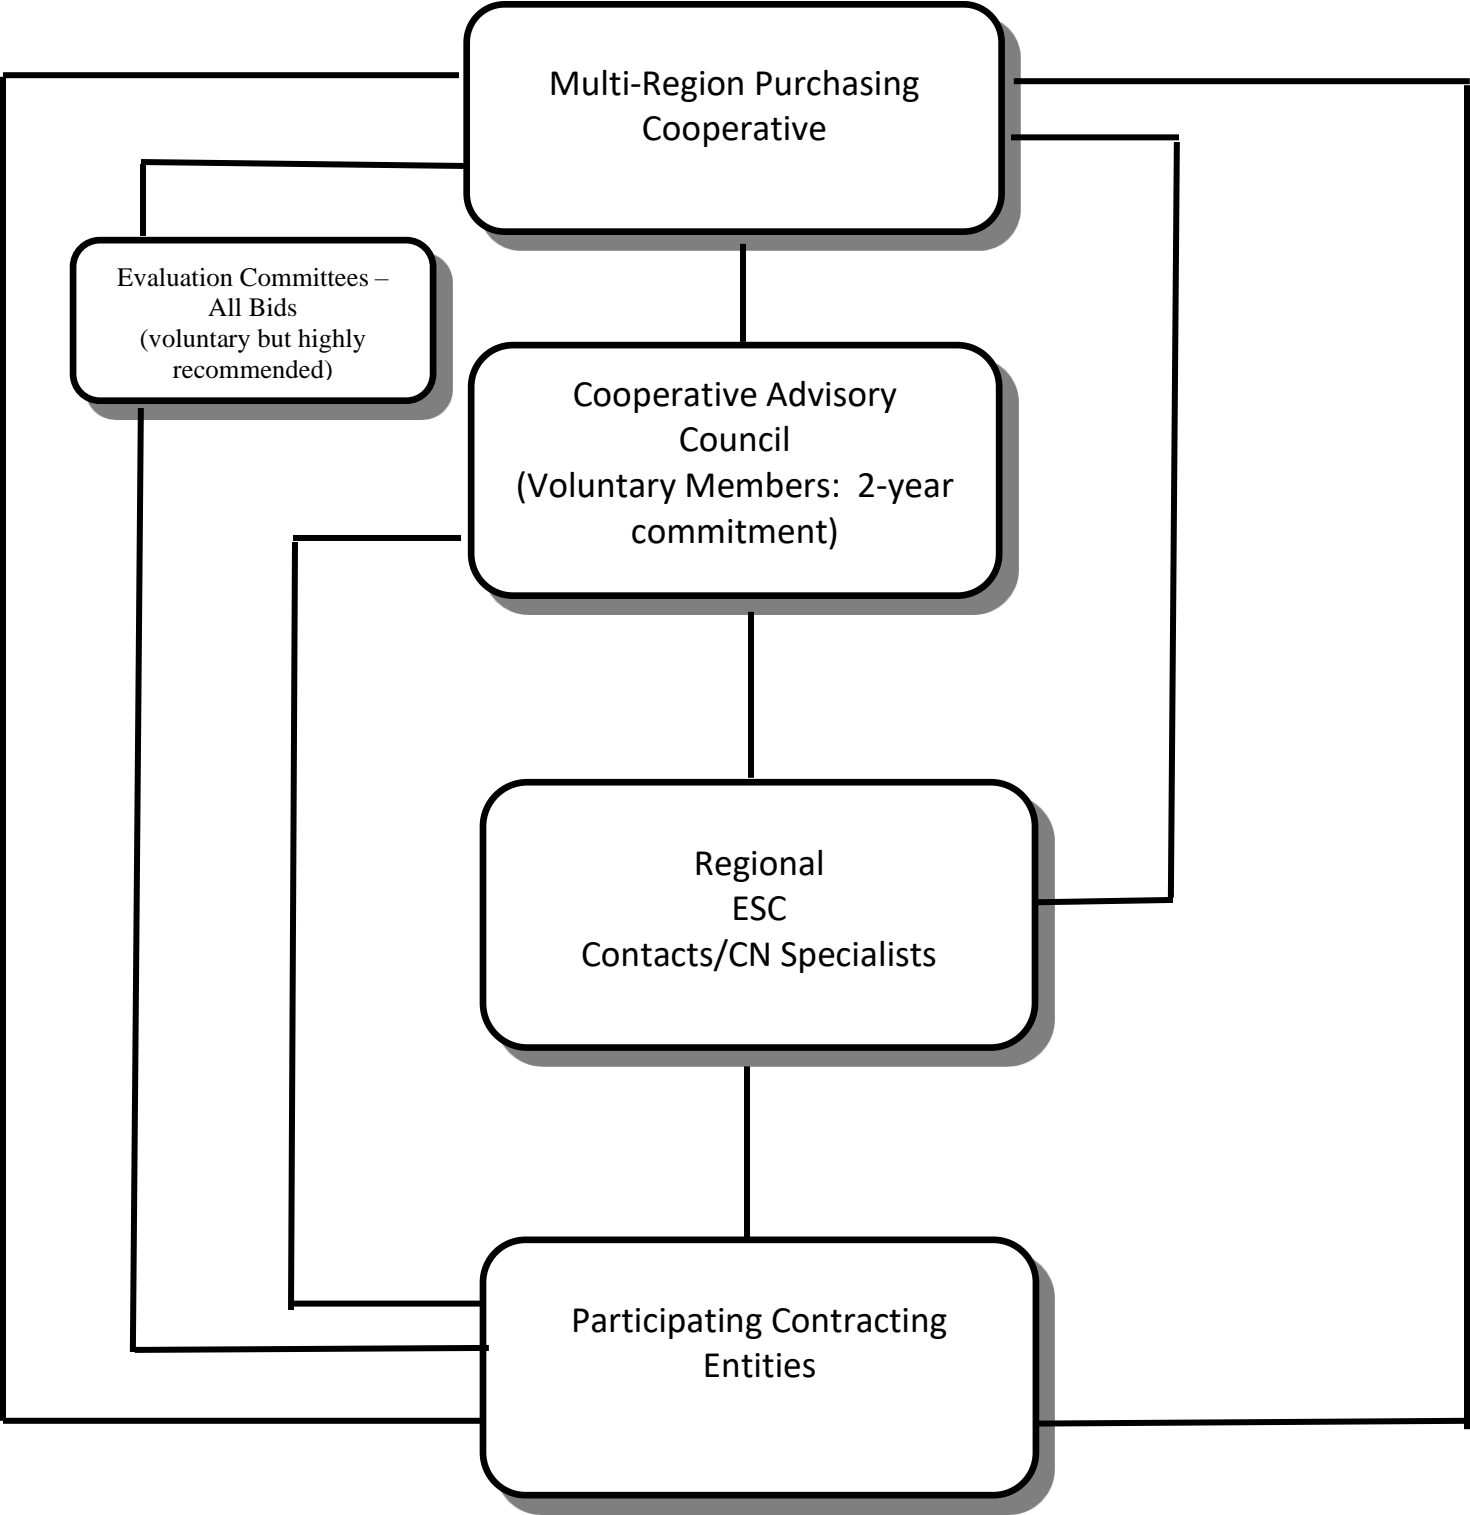 Multi-Region Purchasing
Cooperative
Evaluation Committees –
All Bids
(voluntary but highly
recommended)
Cooperative Advisory
Council
(Voluntary Members:  2-year
commitment)
Regional
ESC
Contacts/CN Specialists
Participating Contracting
Entities